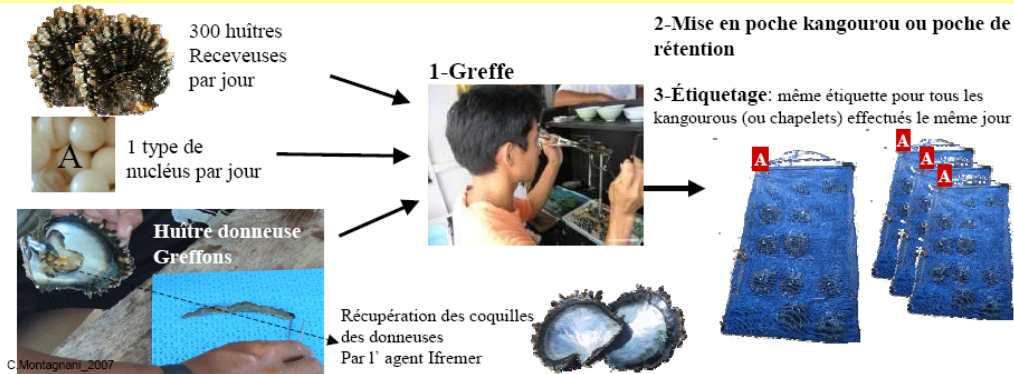 300 huîtres
Receveuses
par jour
A
1 type de
nucléus par jour
Huître donneuse
Greffons
C.Montagnani_2007
Récupération des coquilles
des donneuses
Par l' agent Ifremer
1-Greffe
2-Mise en poche kangourou ou poche de
rétention
3-Étiquetage: même étiquette pour tous les
kangourous (ou chapelets) effectués le même jour
A
A
A
A